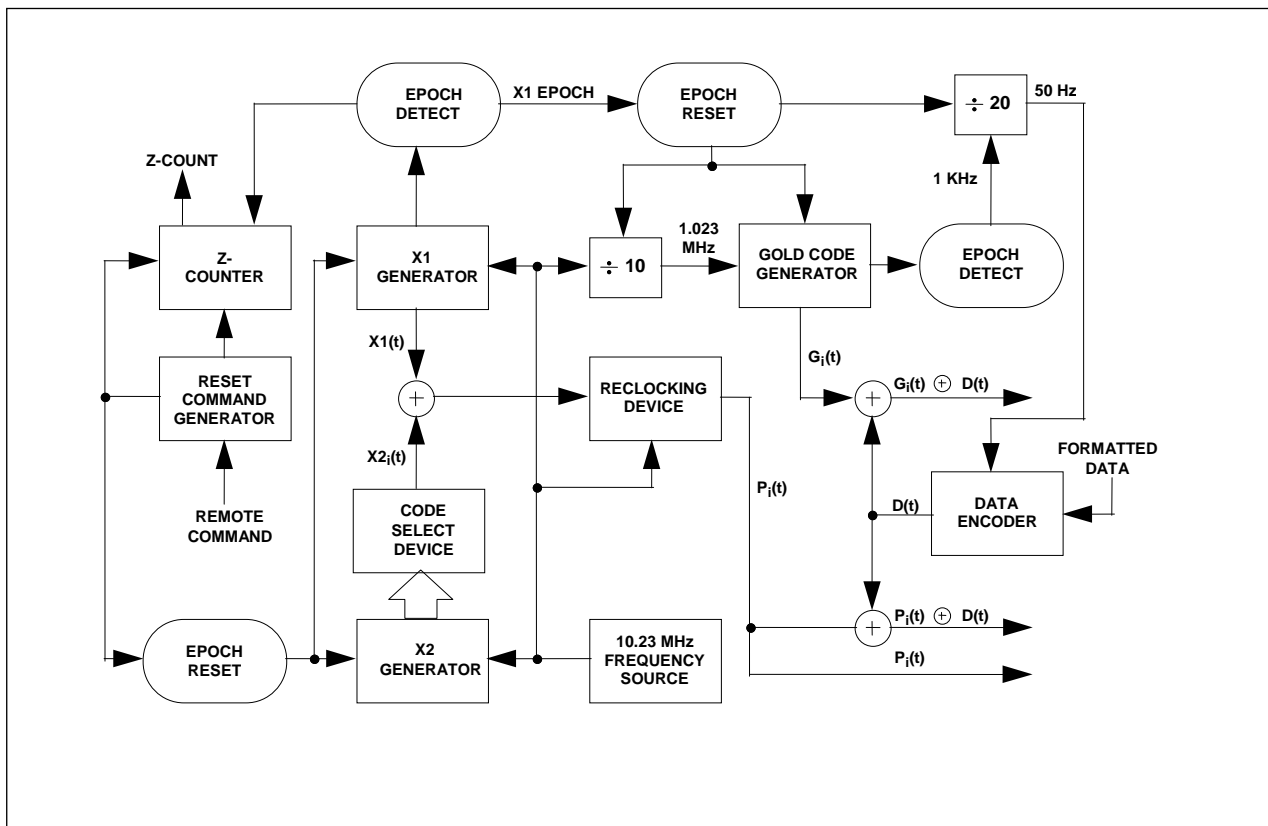 EPOCH
DETECT
X1 EPOCH
EPOCH
RESET
÷ 20
50 Hz
Z-COUNT
1 KHz
Z-
COUNTER
X1
GENERATOR
÷ 10
1.023
MHz
GOLD CODE
GENERATOR
EPOCH
DETECT
X1(t)
Gi(t)
RESET
COMMAND
GENERATOR
+
RECLOCKING
DEVICE
+
Gi(t) ⊕ D(t)
X2i(t)
FORMATTED
DATA
REMOTE
COMMAND
CODE
SELECT
DEVICE
Pi(t)
D(t)
DATA
ENCODER
EPOCH
RESET
X2
GENERATOR
10.23 MHz
FREQUENCY
SOURCE
+
Pi(t) ⊕ D(t)
Pi(t)